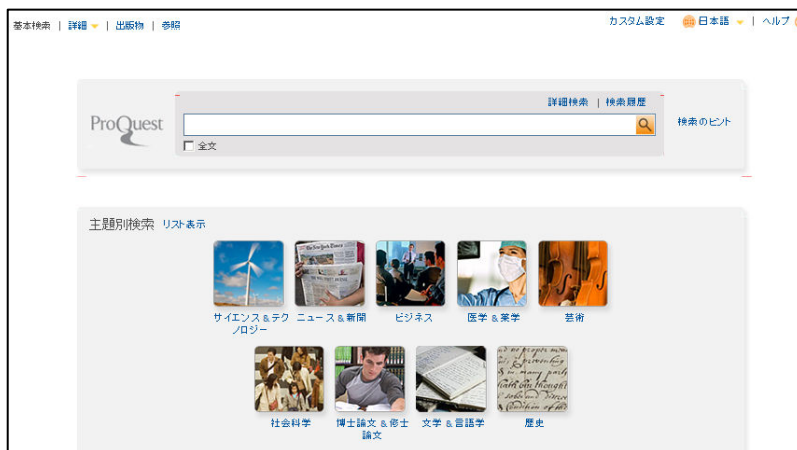 基本検索 | 詳細 | 出版物 | 参照
カスタム設定 日本語 | ヘルプ
詳細検索 | 検索履歴
ProQuest
検索のヒント
全文
主題別検索 リスト表示
サイエンス & テク
ノロジー
ニュース & 新聞
ビジネス
医学 & 薬学
芸術
社会科学
博士論文 & 修士
論文
文学 & 言語学
歴史